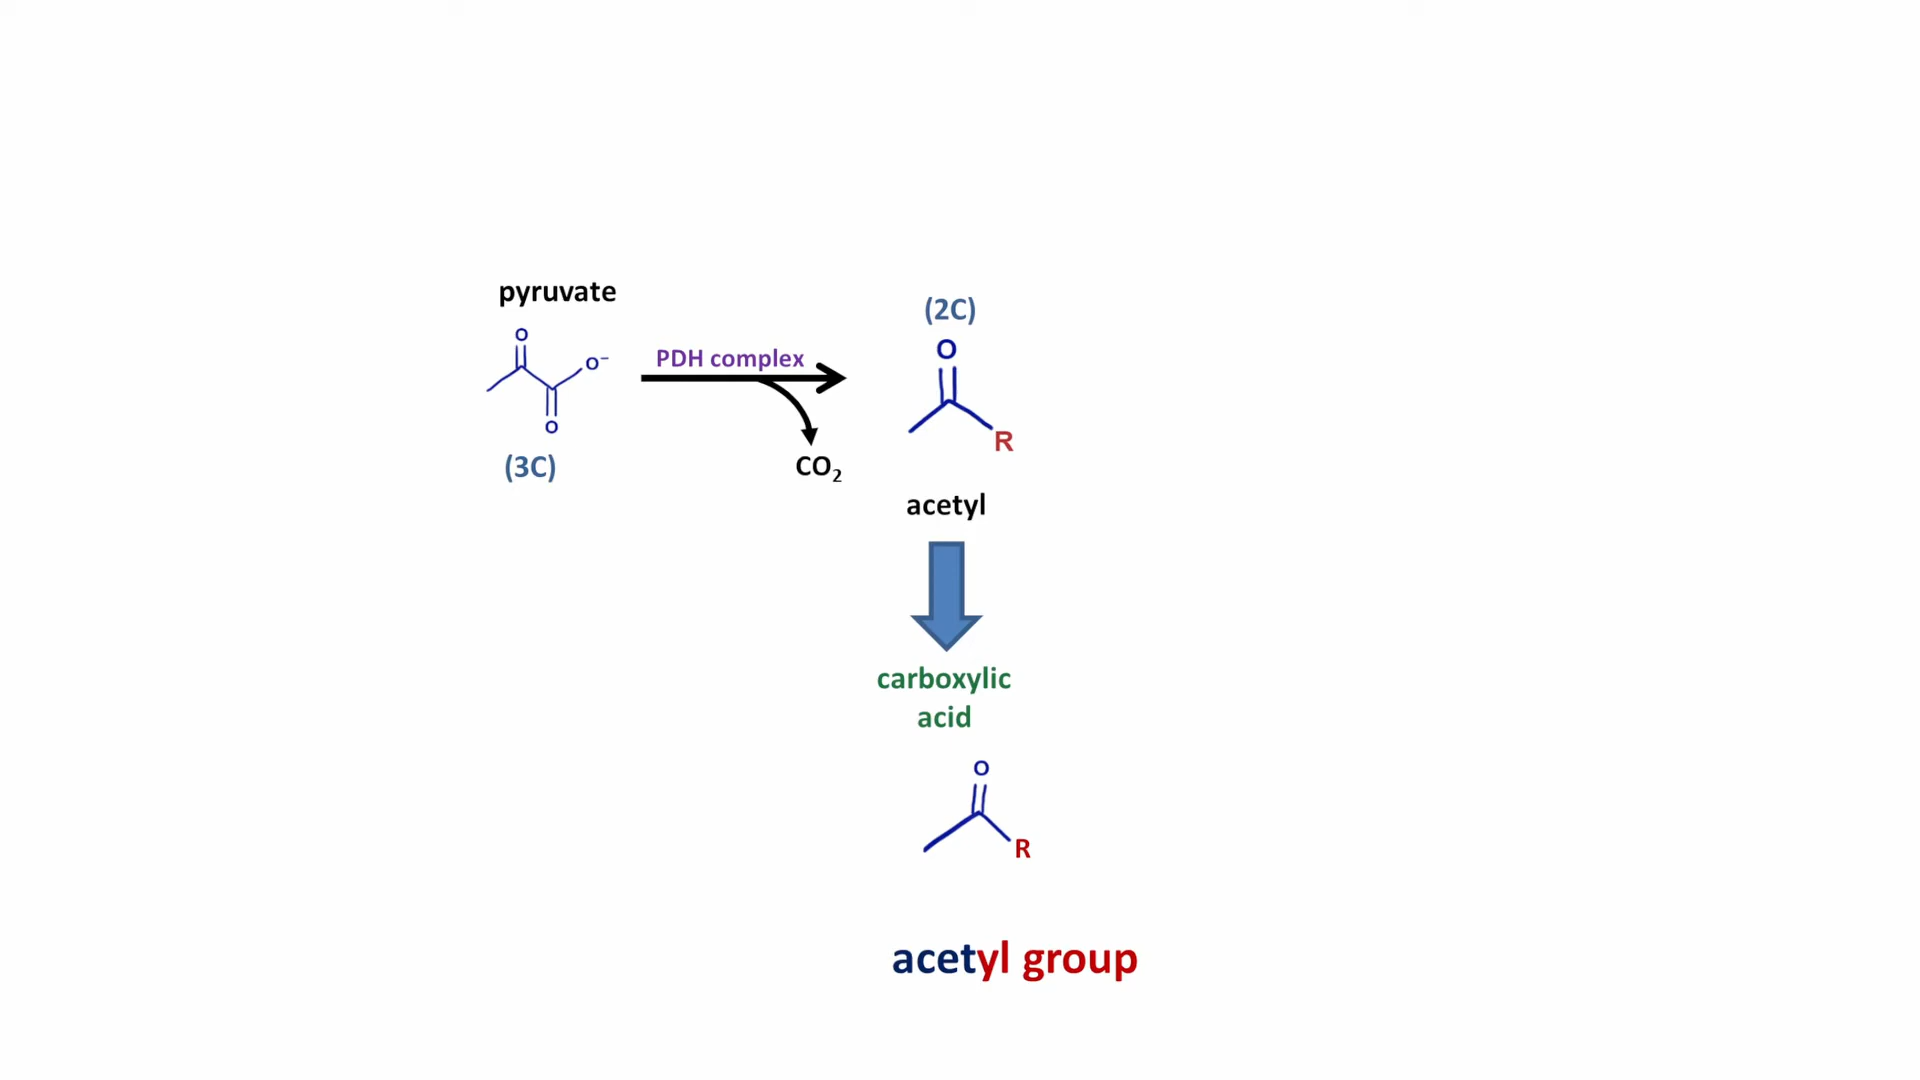 pyruvate
O
O⁻
O
(3C)
PDH complex
CO₂
(2C)
O
R
acetyl
carboxylic
acid
O
R
acetyl group